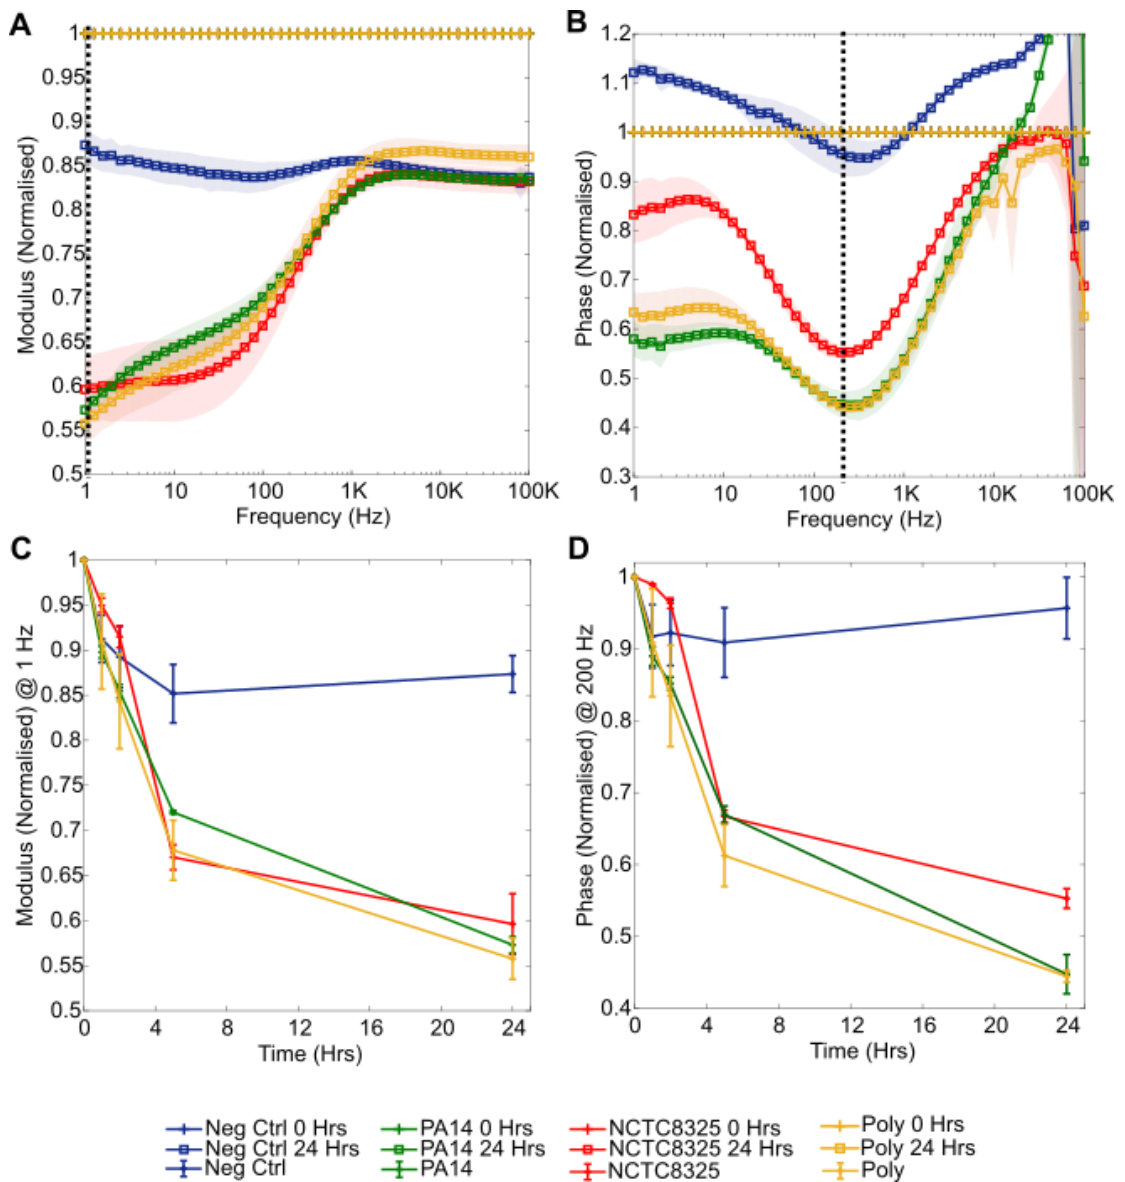 A
Modulus (Normalised)
1
0.95
0.9
0.85
0.8
0.75
0.7
0.65
0.6
0.55
0.5
1 10 100 1K 10K 100K
Frequency (Hz)
B
Phase (Normalised)
1.2
1.1
1
0.9
0.8
0.7
0.6
0.5
0.4
0.3
1 10 100 1K 10K 100K
Frequency (Hz)
C
Modulus (Normalised) @ 1 Hz
1
0.95
0.9
0.85
0.8
0.75
0.7
0.65
0.6
0.55
0.5
0 4 8 12 16 20 24
Time (Hrs)
D
Phase (Normalised) @ 200 Hz
1
0.9
0.8
0.7
0.6
0.5
0.4
0 4 8 12 16 20 24
Time (Hrs)
Neg Ctrl 0 Hrs
Neg Ctrl 24 Hrs
Neg Ctrl
PA14 0 Hrs
PA14 24 Hrs
PA14
NCTC8325 0 Hrs
NCTC8325 24 Hrs
NCTC8325
Poly 0 Hrs
Poly 24 Hrs
Poly